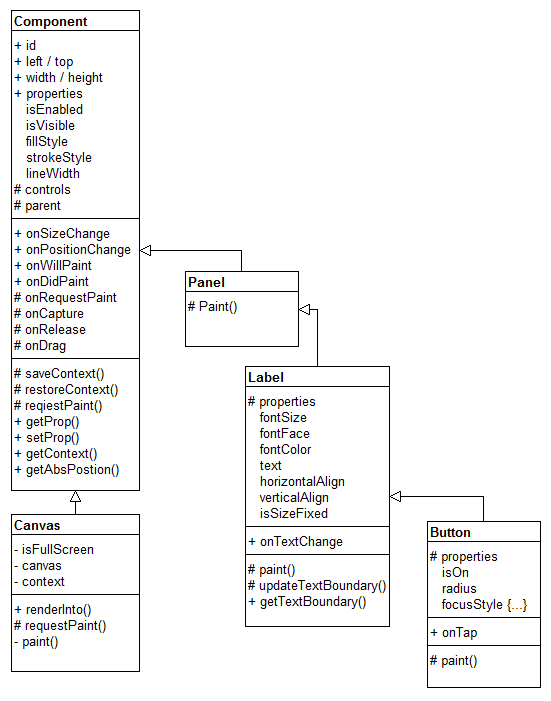 Component
+ id
+ left / top
+ width / height
+ properties
isEnabled
isVisible
fillStyle
strokeStyle
lineWidth
# controls
# parent
+ onSizeChange
+ onPositionChange
+ onWillPaint
+ onDidPaint
# onRequestPaint
# onCapture
# onRelease
# onDrag
# saveContext()
# restoreContext()
# reqiestPaint()
+ getProp()
+ setProp()
+ getContext()
+ getAbsPostion()
Canvas
- isFullScreen
- canvas
- context
+ renderInto()
# requestPaint()
- paint()
Panel
# Paint()
Label
# properties
fontSize
fontFace
fontColor
text
horizontalAlign
verticalAlign
isSizeFixed
+ onTextChange
# paint()
# updateTextBoundary()
+ getTextBoundary()
Button
# properties
isOn
radius
focusStyle {...}
+ onTap
# paint()